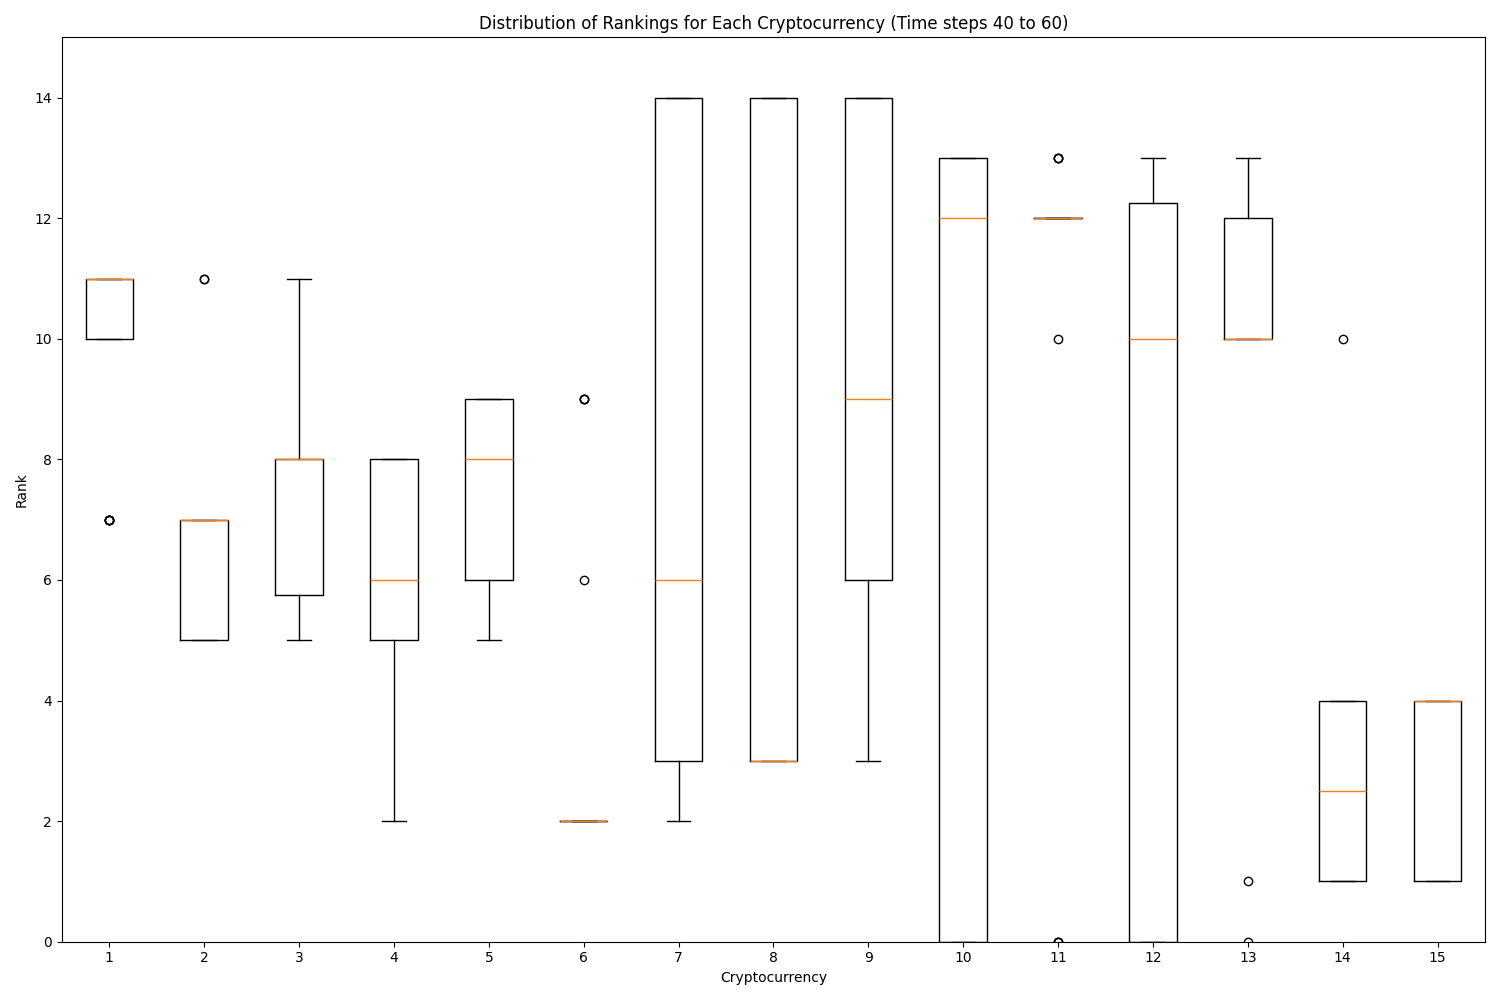 Distribution of Rankings for Each Cryptocurrency (Time steps 40 to 60)
14
12
10
8
6
4
2
0
Rank
1 2 3 4 5 6 7 8 9 10 11 12 13 14 15
Cryptocurrency